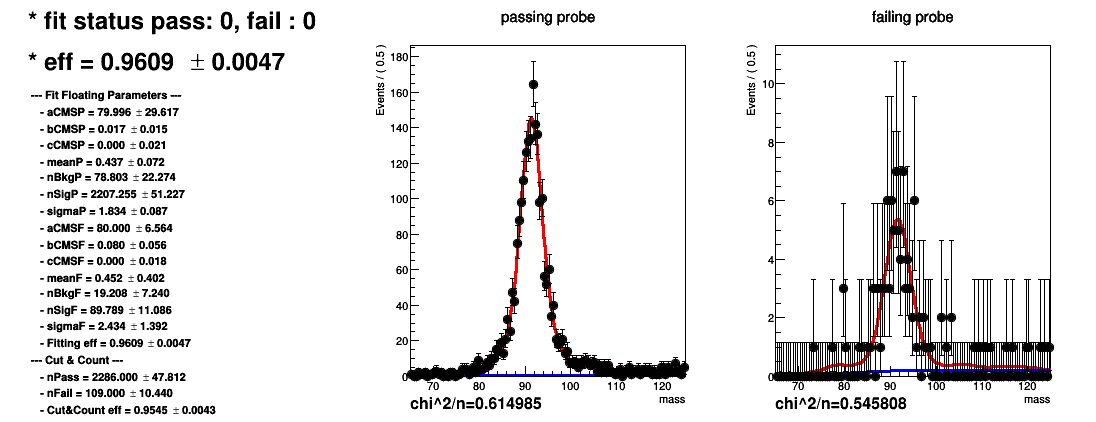 * fit status pass: 0, fail : 0
* eff = 0.9609 ± 0.0047
--- Fit Floating Parameters ---
- aCMSP = 79.996 ± 29.617
- bCMSP = 0.017 ± 0.015
- cCMSP = 0.000 ± 0.021
- meanP = 0.437 ± 0.072
- nBkgP = 78.803 ± 22.274
- nSigP = 2207.255 ± 51.227
- sigmaP = 1.834 ± 0.087
- aCMSF = 80.000 ± 6.564
- bCMSF = 0.080 ± 0.056
- cCMSF = 0.000 ± 0.018
- meanF = 0.452 ± 0.402
- nBkgF = 19.208 ± 7.240
- nSigF = 89.789 ± 11.086
- sigmaF = 2.434 ± 1.392
- Fitting eff = 0.9609 ± 0.0047
--- Cut & Count ---
- nPass = 2286.000 ± 47.812
- nFail = 109.000 ± 10.440
- Cut&Count eff = 0.9545 ± 0.0043
passing probe
Events / ( 0.5 )
180
160
140
120
100
80
60
40
20
0
70 80 90 100 110 120
mass
chi^2/n=0.614985
failing probe
Events / ( 0.5 )
10
8
6
4
2
0
70 80 90 100 110 120
mass
chi^2/n=0.545808